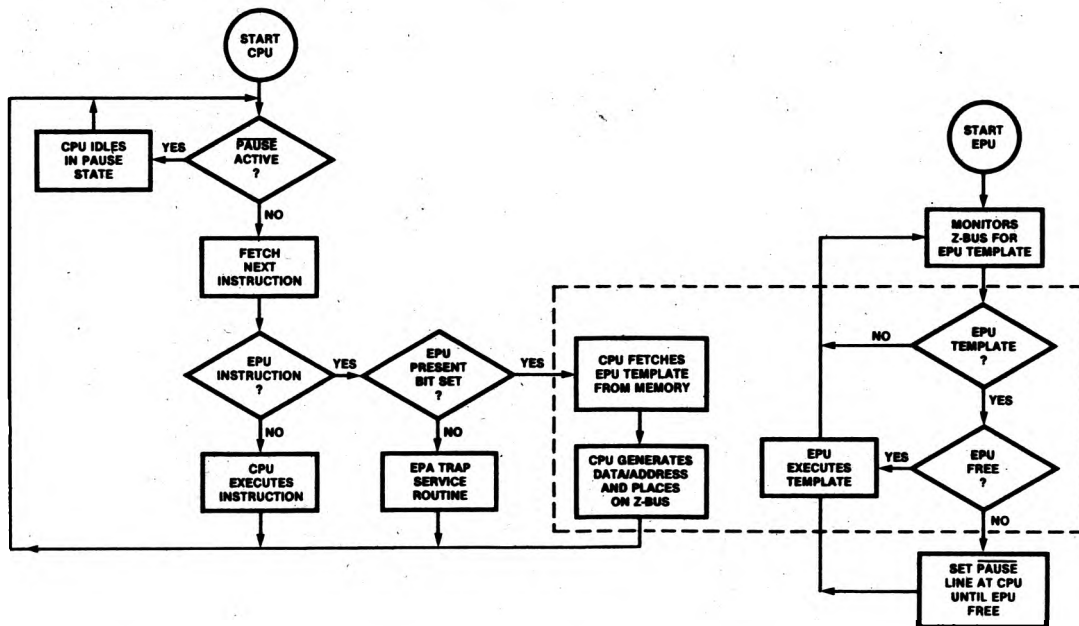 START
CPU
PAUSE
ACTIVE
?
YES
CPU IDLES
IN PAUSE
STATE
NO
FETCH
NEXT
INSTRUCTION
EPU
INSTRUCTION
?
YES
NO
CPU
EXECUTES
INSTRUCTION
EPU
PRESENT
BIT SET
?
YES
NO
EPA TRAP
SERVICE
ROUTINE
CPU FETCHES
EPU TEMPLATE
FROM MEMORY
CPU GENERATES
DATA/ADDRESS
AND PLACES
ON Z-BUS
START
EPU
MONITORS
Z-BUS FOR
EPU TEMPLATE
EPU
TEMPLATE
?
NO
YES
EPU
FREE
?
YES
EPU
EXECUTES
TEMPLATE
NO
SET PAUSE
LINE AT CPU
UNTIL EPU
FREE